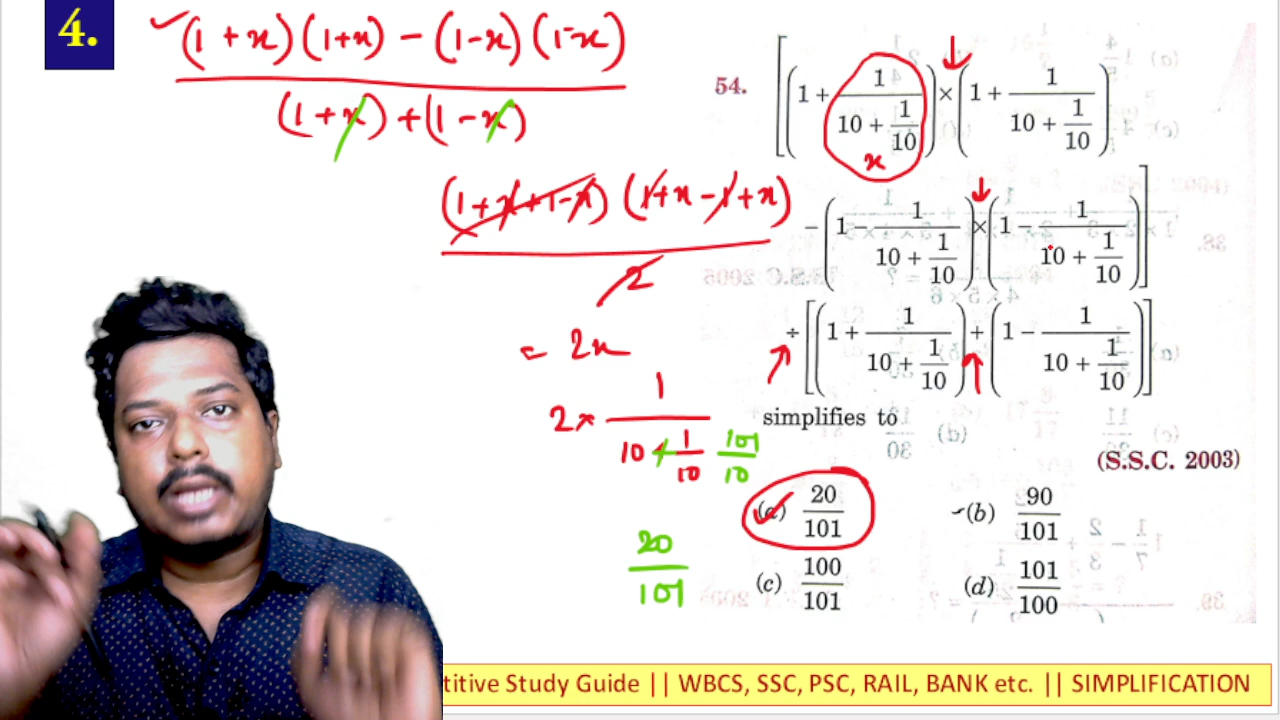 4.
✓(1 + x)(1+x) - (1-x)(1-x)
(1+x) + (1-x)
(1+x+1-x) (1+x-1+x)
2
= 2x
2 × 1
10 + 1/10 101/10
20/101
54. [(1 + 1/(10 + 1/10)) × (1 + 1/(10 + 1/10))
x
- (1 - 1/(10 + 1/10)) × (1 - 1/(10 + 1/10))]
÷ [(1 + 1/(10 + 1/10)) + (1 - 1/(10 + 1/10))]
simplifies to
(S.S.C. 2003)
(a) 20/101 (b) 90/101
(c) 100/101 (d) 101/100
titive Study Guide || WBCS, SSC, PSC, RAIL, BANK etc. || SIMPLIFICATION